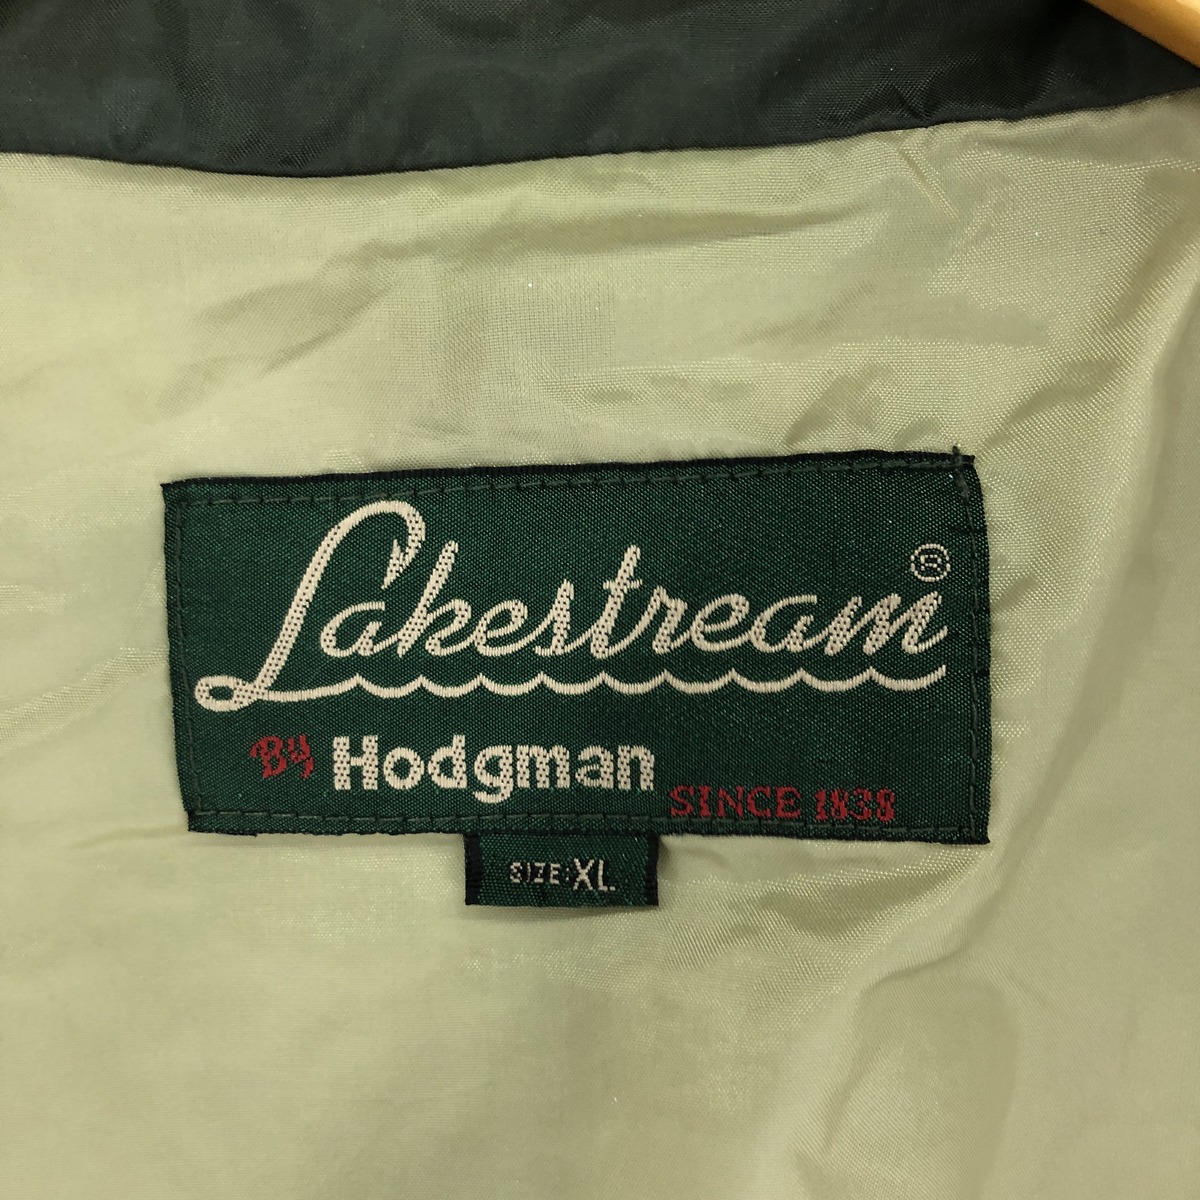 Lakestream®
By Hodgman
SINCE 1838
SIZE: XL